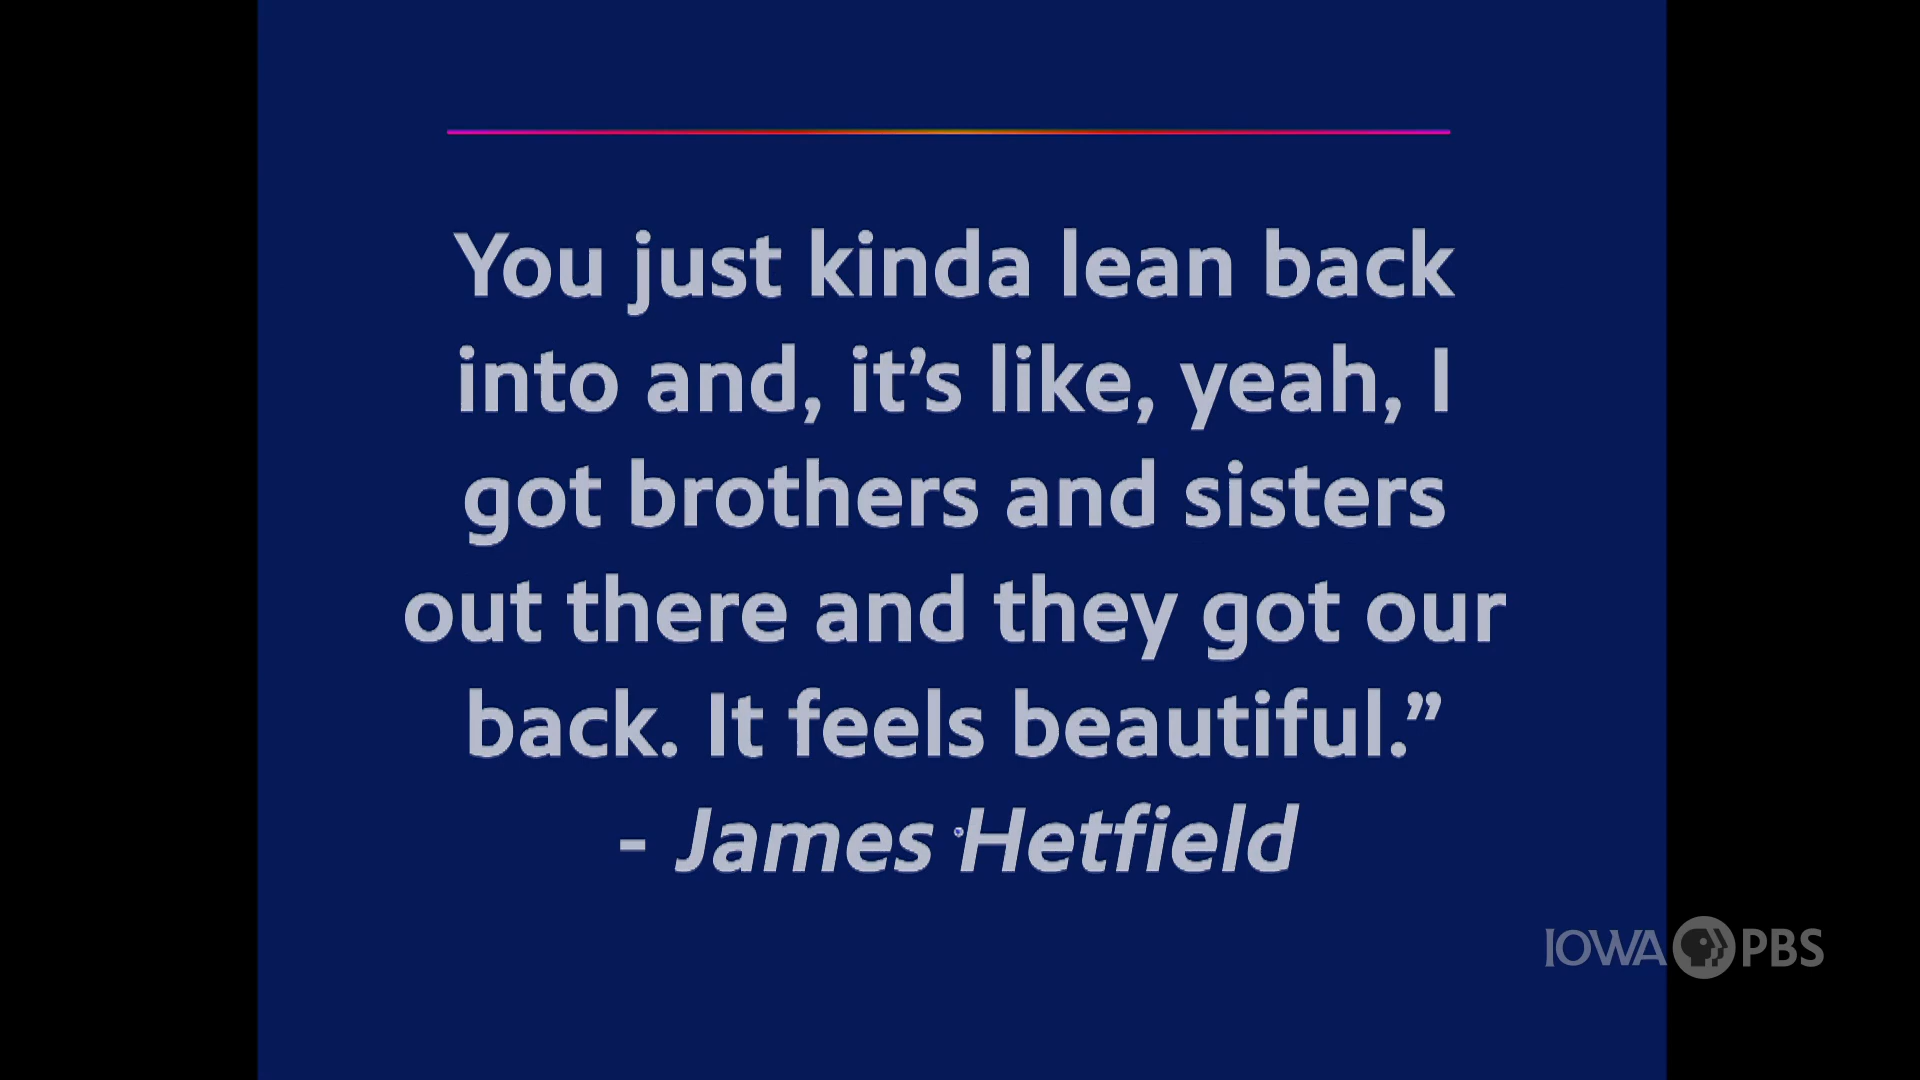 You just kinda lean back
into and, it’s like, yeah, I
got brothers and sisters
out there and they got our
back. It feels beautiful.”
- James Hetfield
IOWA PBS